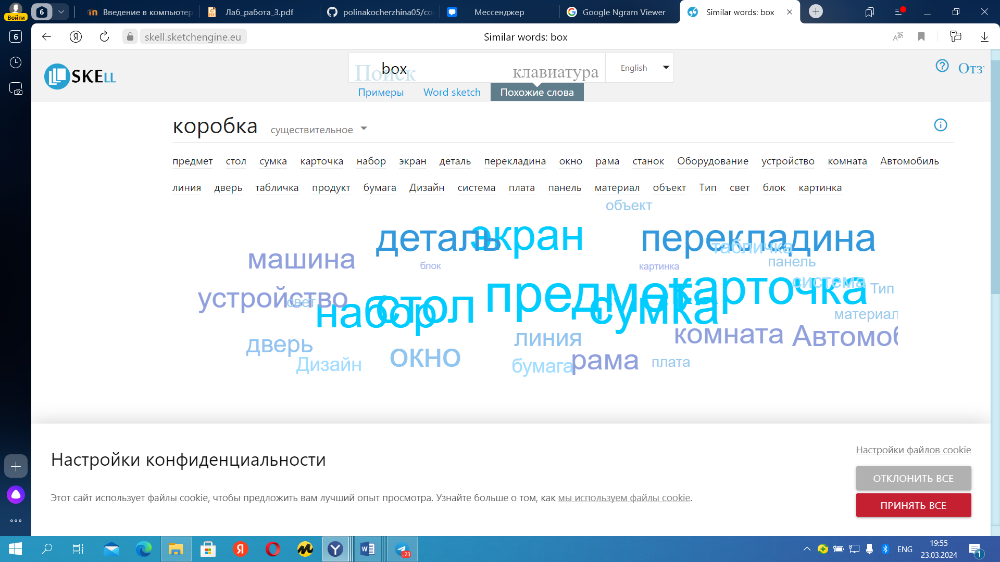 Войти
6
Введение в компьютер
Лаб_работа_3.pdf
polinakocherzhina05/co
Мессенджер
Google Ngram Viewer
Similar words: box
6
skell.sketchengine.eu
Similar words: box
SKELL
Поиск
box
клавиатура
English
Отз
Примеры
Word sketch
Похожие слова
коробка существительное
предмет стол сумка карточка набор экран деталь перекладина окно рама станок Оборудование устройство комната Автомобиль
линия дверь табличка продукт бумага Дизайн система плата панель материал объект Тип свет блок картинка
объект
деталь экран перекладина
табличка
машина блок картинка панель
предмет карточка система Тип
устройство свет набор стол сумка материал
дверь линия комната Автомоб
Дизайн окно бумага рама плата
Настройки конфиденциальности
Настройки файлов cookie
ОТКЛОНИТЬ ВСЕ
Этот сайт использует файлы cookie, чтобы предложить вам лучший опыт просмотра. Узнайте больше о том, как мы используем файлы cookie.
ПРИНЯТЬ ВСЕ
..23
ENG
19:55
23.03.2024
1